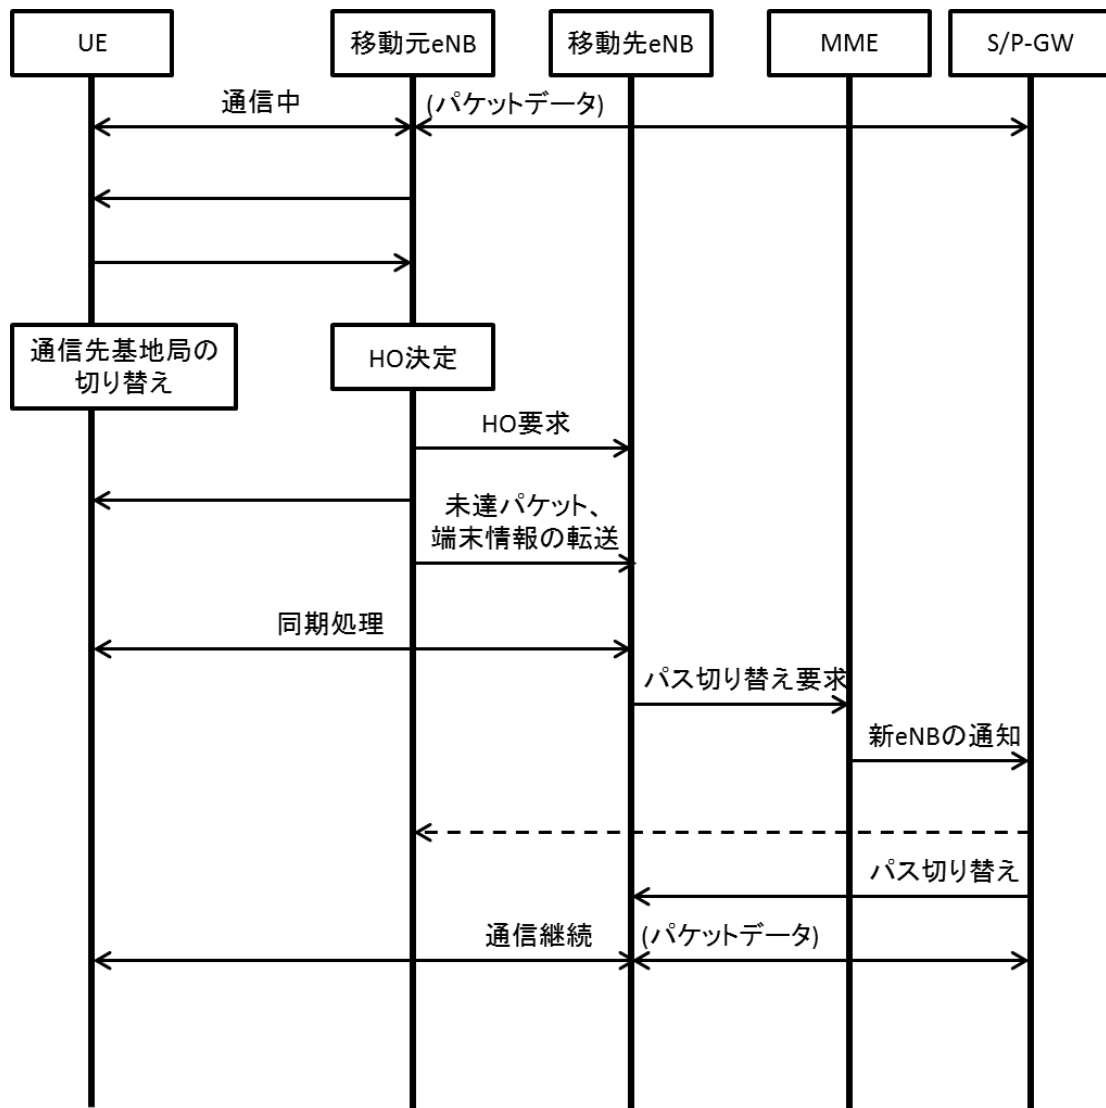 UE
移動元eNB
移動先eNB
MME
S/P-GW
通信中
(パケットデータ)
通信先基地局の
切り替え
HO決定
HO要求
未達パケット、
端末情報の転送
同期処理
パス切り替え要求
新eNBの通知
パス切り替え
通信継続
(パケットデータ)